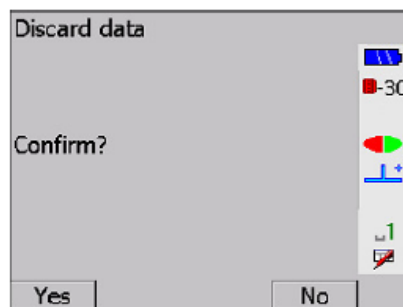 Discard data
-30
Confirm?
1
Yes
No